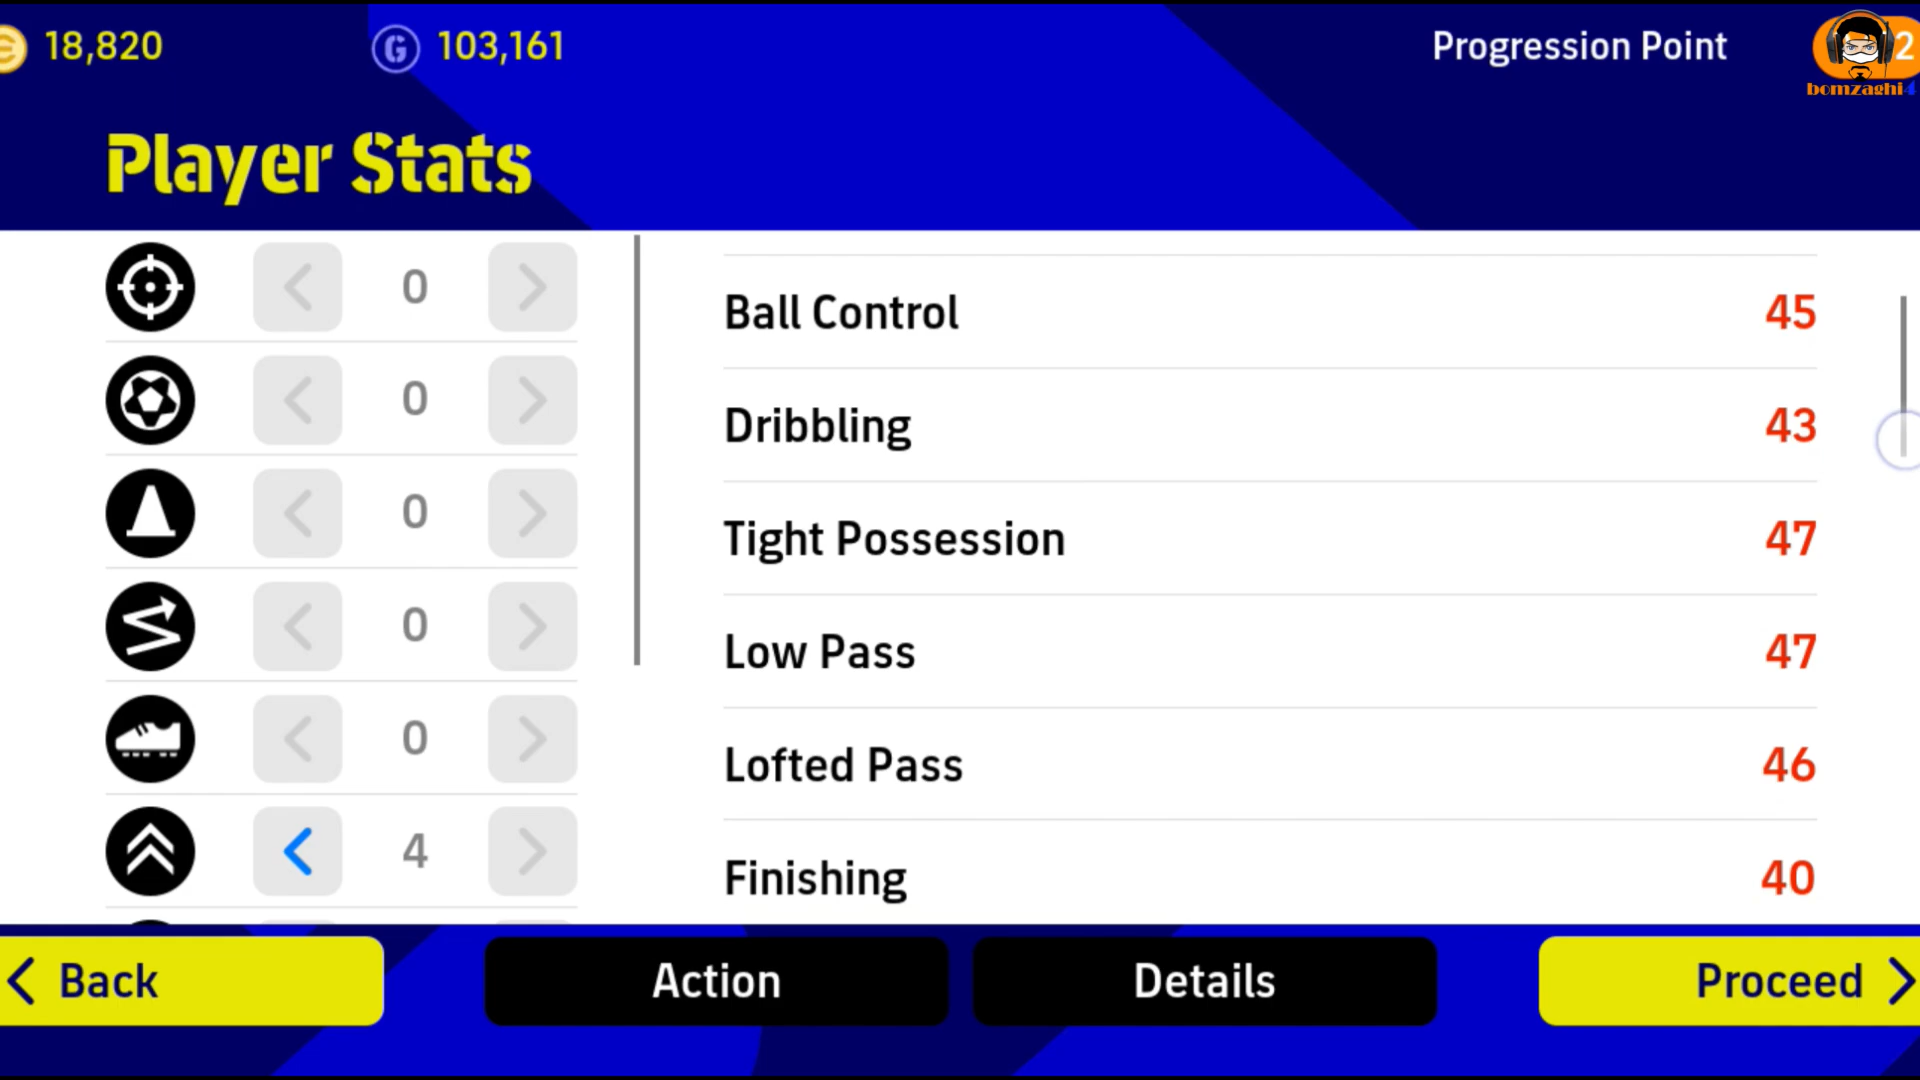 18,820
G 103,161
Progression Point
2
bomzaghi4
Player Stats
0
Ball Control 45
0
Dribbling 43
0
Tight Possession 47
0
Low Pass 47
0
Lofted Pass 46
4
Finishing 40
Back
Action
Details
Proceed